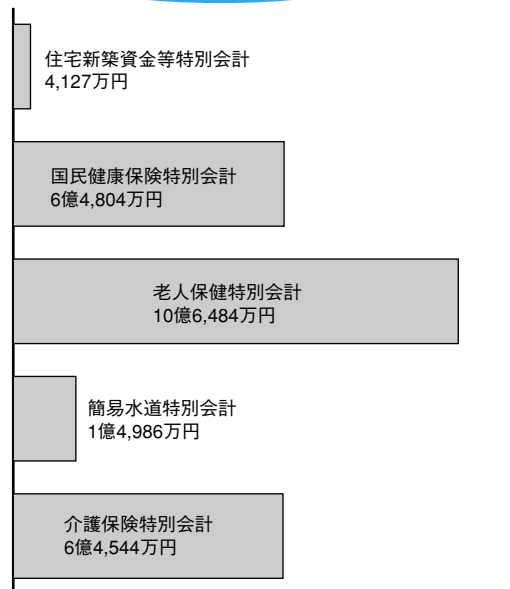 住宅新築資金等特別会計
4,127万円
国民健康保険特別会計
6億4,804万円
老人保健特別会計
10億6,484万円
簡易水道特別会計
1億4,986万円
介護保険特別会計
6億4,544万円